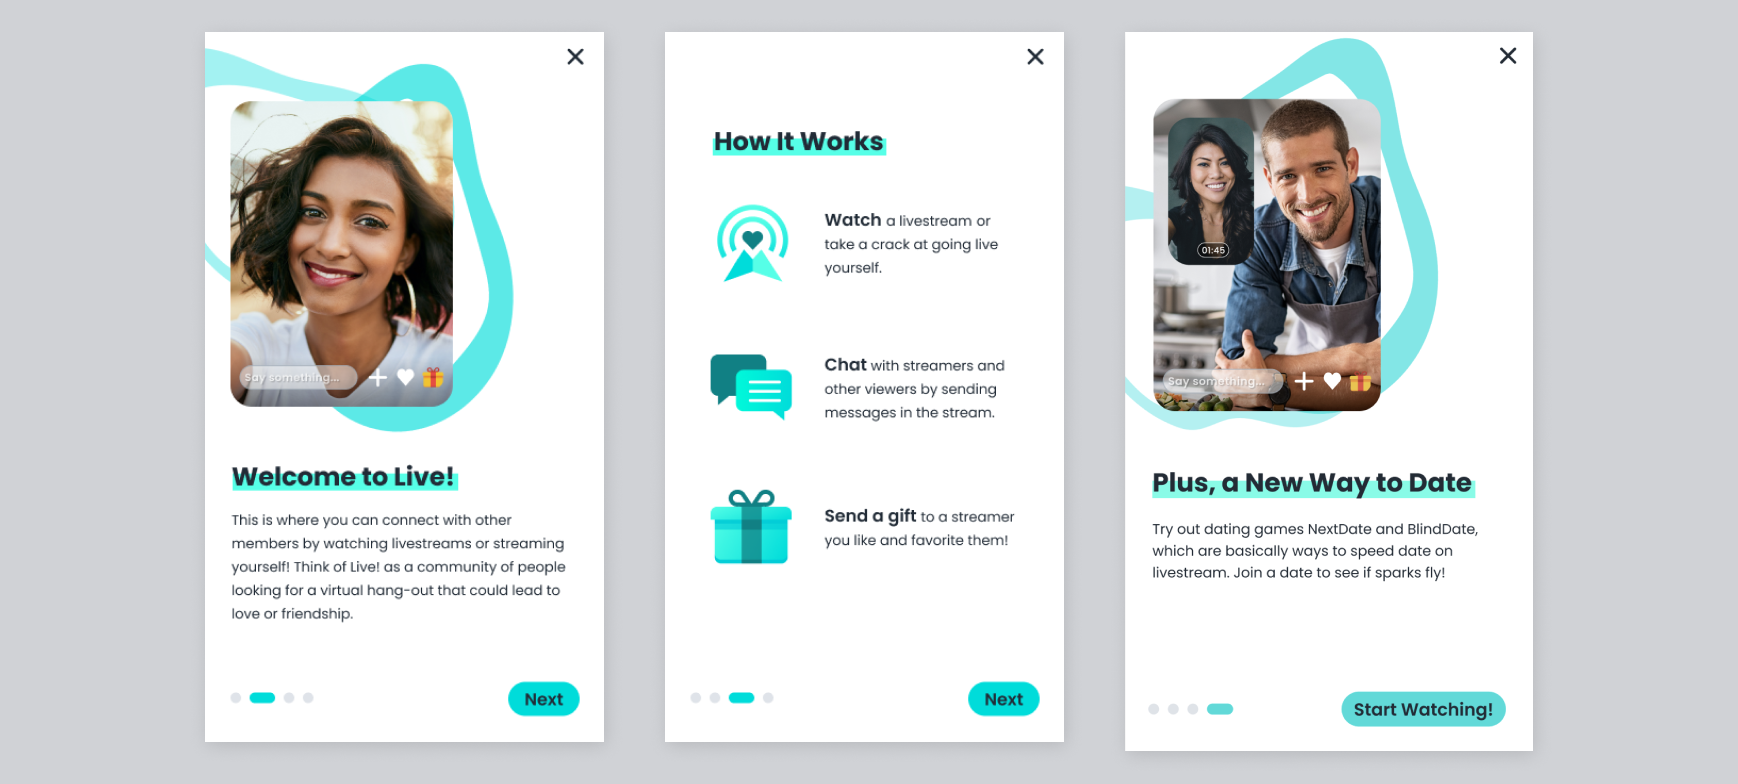 Say something...
Welcome to Live!
This is where you can connect with other
members by watching livestreams or streaming
yourself! Think of Live! as a community of people
looking for a virtual hang-out that could lead to
love or friendship.
Next
How It Works
Watch a livestream or
take a crack at going live
yourself.
Chat with streamers and
other viewers by sending
messages in the stream.
Send a gift to a streamer
you like and favorite them!
Next
01:45
Say something...
Plus, a New Way to Date
Try out dating games NextDate and BlindDate,
which are basically ways to speed date on
livestream. Join a date to see if sparks fly!
Start Watching!